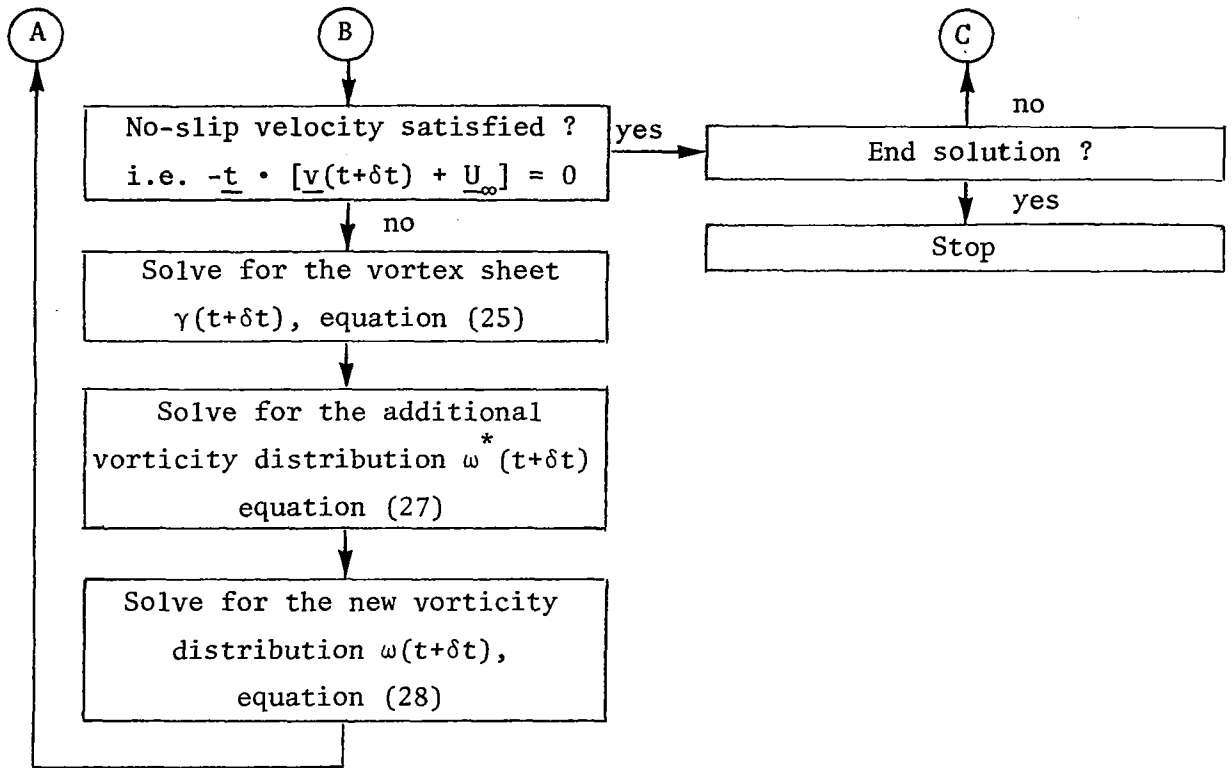 A
B
C
No-slip velocity satisfied ?
i.e. -t • [v(t+δt) + U∞] = 0
yes
no
End solution ?
no
yes
Stop
Solve for the vortex sheet
γ(t+δt), equation (25)
Solve for the additional
vorticity distribution ω*(t+δt)
equation (27)
Solve for the new vorticity
distribution ω(t+δt),
equation (28)